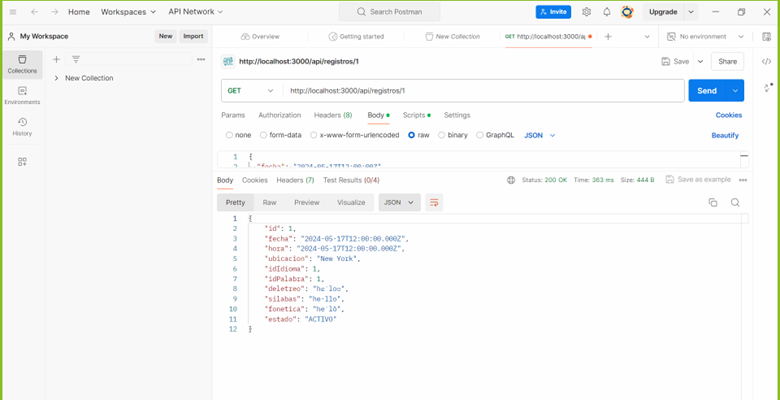 Home Workspaces API Network Search Postman Invite Upgrade
My Workspace New Import Overview Getting started New Collection GET http://localhost:3000/a No environment
Collections
New Collection
Environments
History
http://localhost:3000/api/registros/1 Save Share
GET http://localhost:3000/api/registros/1 Send
Params Authorization Headers (8) Body Scripts Settings Cookies
none form-data x-www-form-urlencoded raw binary GraphQL JSON Beautify
1 {
2 "fecha": "2024-05-17T12:00:00Z"
Body Cookies Headers (7) Test Results (0/4) Status: 200 OK Time: 363 ms Size: 444 B Save as example
Pretty Raw Preview Visualize JSON
1 {
2 "id": 1,
3 "fecha": "2024-05-17T12:00:00.000Z",
4 "hora": "2024-05-17T12:00:00.000Z",
5 "ubicacion": "New York",
6 "idIdioma": 1,
7 "idPalabra": 1,
8 "deletreo":
9 "silabas": "he-llo",
10 "fonetica":
11 "estado": "ACTIVO"
12 }